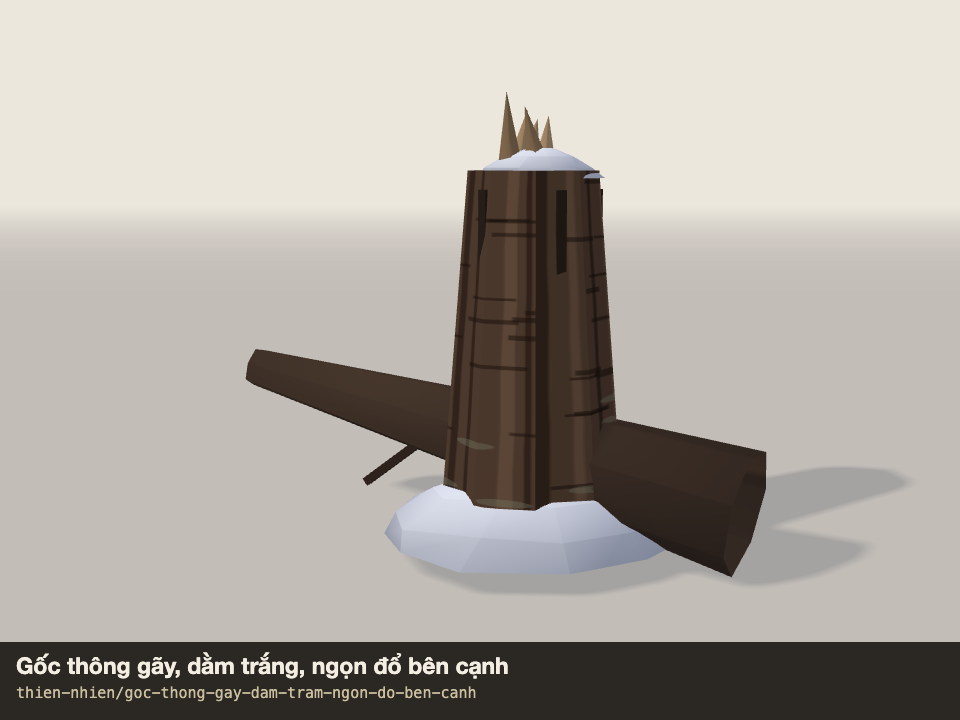 Gốc thông gãy, dằm trắng, ngọn đổ bên cạnh
thien-nhien/goc-thong-gay-dam-tram-ngon-do-ben-canh